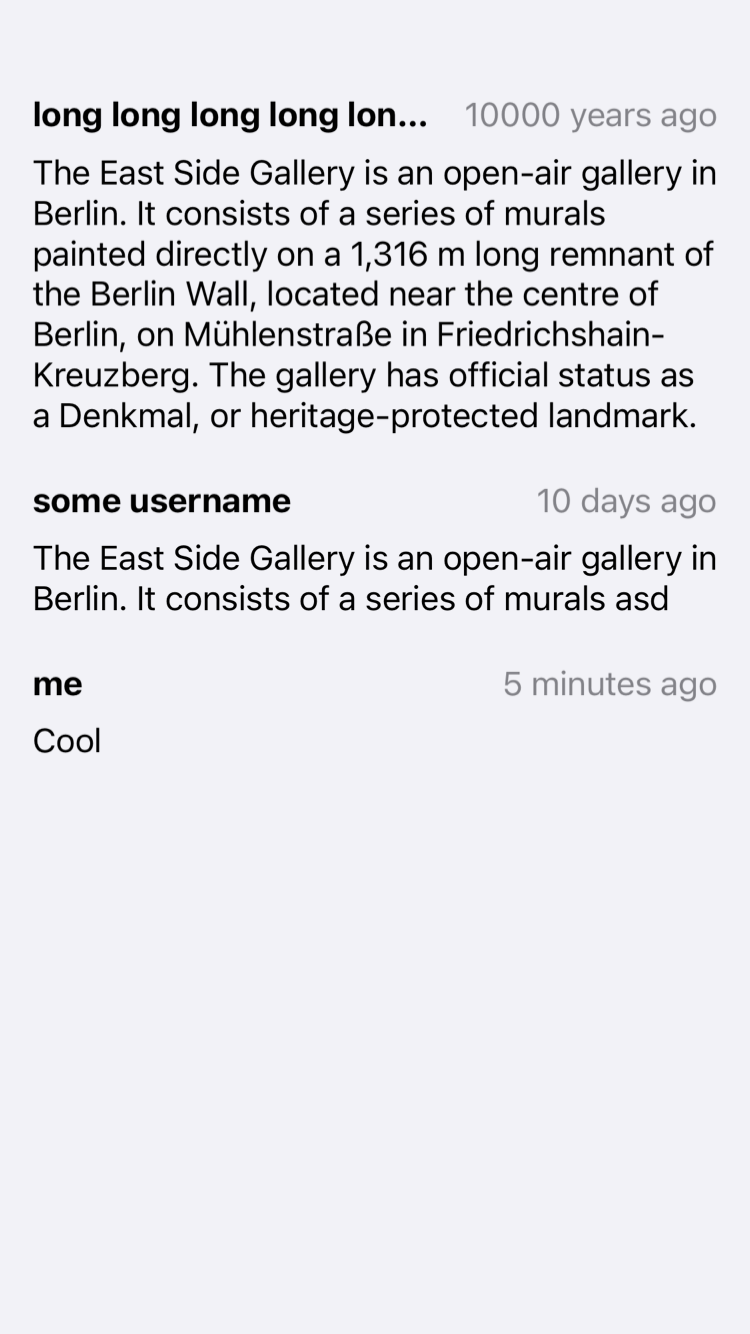 long long long long lon... 10000 years ago
The East Side Gallery is an open-air gallery in
Berlin. It consists of a series of murals
painted directly on a 1,316 m long remnant of
the Berlin Wall, located near the centre of
Berlin, on Mühlenstraße in Friedrichshain-
Kreuzberg. The gallery has official status as
a Denkmal, or heritage-protected landmark.
some username 10 days ago
The East Side Gallery is an open-air gallery in
Berlin. It consists of a series of murals asd
me 5 minutes ago
Cool